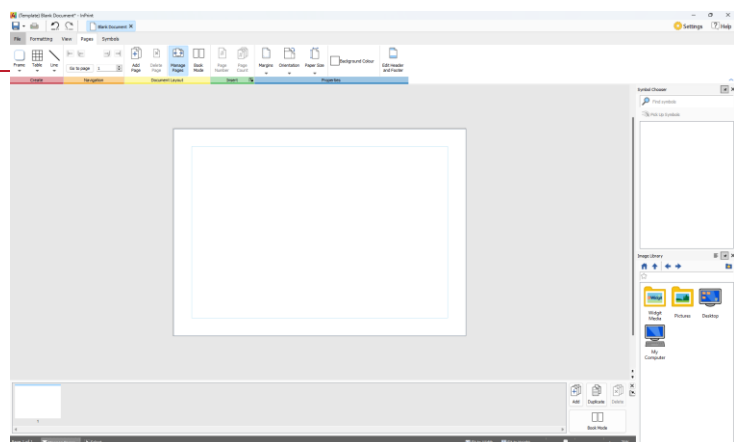 (Template) Blank Document* - InPrint
Blank Document
Settings Help
File Formatting View Pages Symbols
Go to page 1
Frame Table Line Add Page Delete Page Manage Pages Book Mode Page Number Page Count Margins Orientation Paper Size Background Colour Edit Header and Footer
Create Navigation Document Layout Insert Properties
Symbol Chooser
Find symbols
Pick up Symbols
Image Library
Widgit Media Pictures Desktop
My Computer
Add Duplicate Delete
1
Book Mode